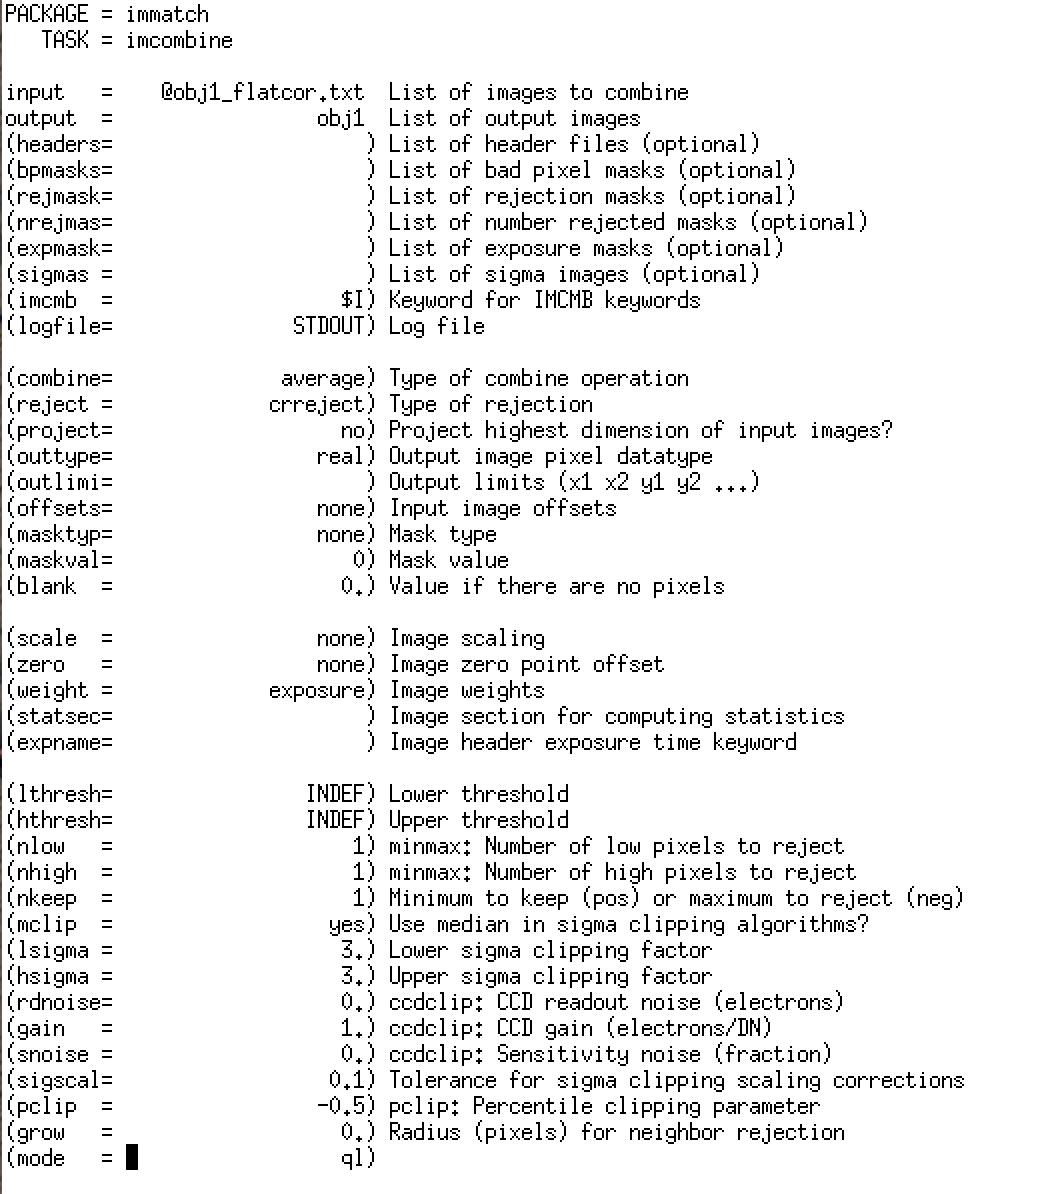 PACKAGE = immatch
TASK = imcombine
input = @obj1_flatcor.txt List of images to combine
output = obj1 List of output images
(headers= ) List of header files (optional)
(bpmasks= ) List of bad pixel masks (optional)
(rejmask= ) List of rejection masks (optional)
(nrejmas= ) List of number rejected masks (optional)
(expmask= ) List of exposure masks (optional)
(sigmas = ) List of sigma images (optional)
(imcmb = $I) Keyword for IMCMB keywords
(logfile= STDOUT) Log file
(combine= average) Type of combine operation
(reject = crreject) Type of rejection
(project= no) Project highest dimension of input images?
(outtype= real) Output image pixel datatype
(outlimi= ) Output limits (x1 x2 y1 y2 ...)
(offsets= none) Input image offsets
(masktyp= none) Mask type
(maskval= 0) Mask value
(blank = 0.) Value if there are no pixels
(scale = none) Image scaling
(zero = none) Image zero point offset
(weight = exposure) Image weights
(statsec= ) Image section for computing statistics
(expname= ) Image header exposure time keyword
(lthresh= INDEF) Lower threshold
(hthresh= INDEF) Upper threshold
(nlow = 1) minmax: Number of low pixels to reject
(nhigh = 1) minmax: Number of high pixels to reject
(nkeep = 1) Minimum to keep (pos) or maximum to reject (neg)
(mclip = yes) Use median in sigma clipping algorithms?
(lsigma = 3.) Lower sigma clipping factor
(hsigma = 3.) Upper sigma clipping factor
(rdnoise= 0.) ccdclip: CCD readout noise (electrons)
(gain = 1.) ccdclip: CCD gain (electrons/DN)
(snoise = 0.) ccdclip: Sensitivity noise (fraction)
(sigscal= 0.1) Tolerance for sigma clipping scaling corrections
(pclip = -0.5) pclip: Percentile clipping parameter
(grow = 0.) Radius (pixels) for neighbor rejection
(mode = ql)